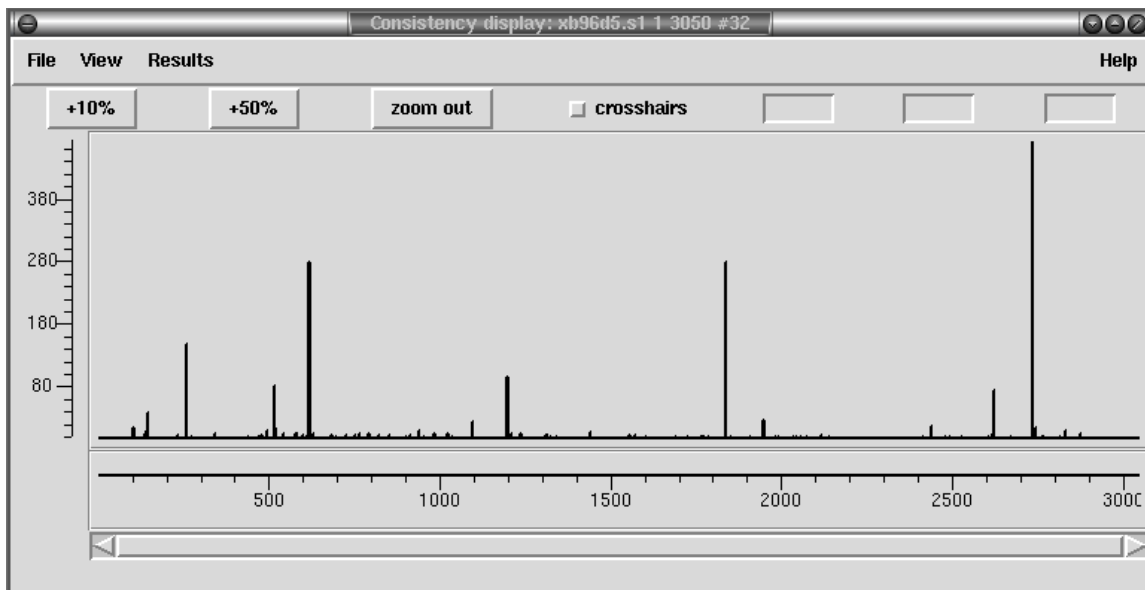 Consistency display: xb96d5.s1 1 3050 #32
File View Results Help
+10% +50% zoom out crosshairs
380
280
180
80
500 1000 1500 2000 2500 3000